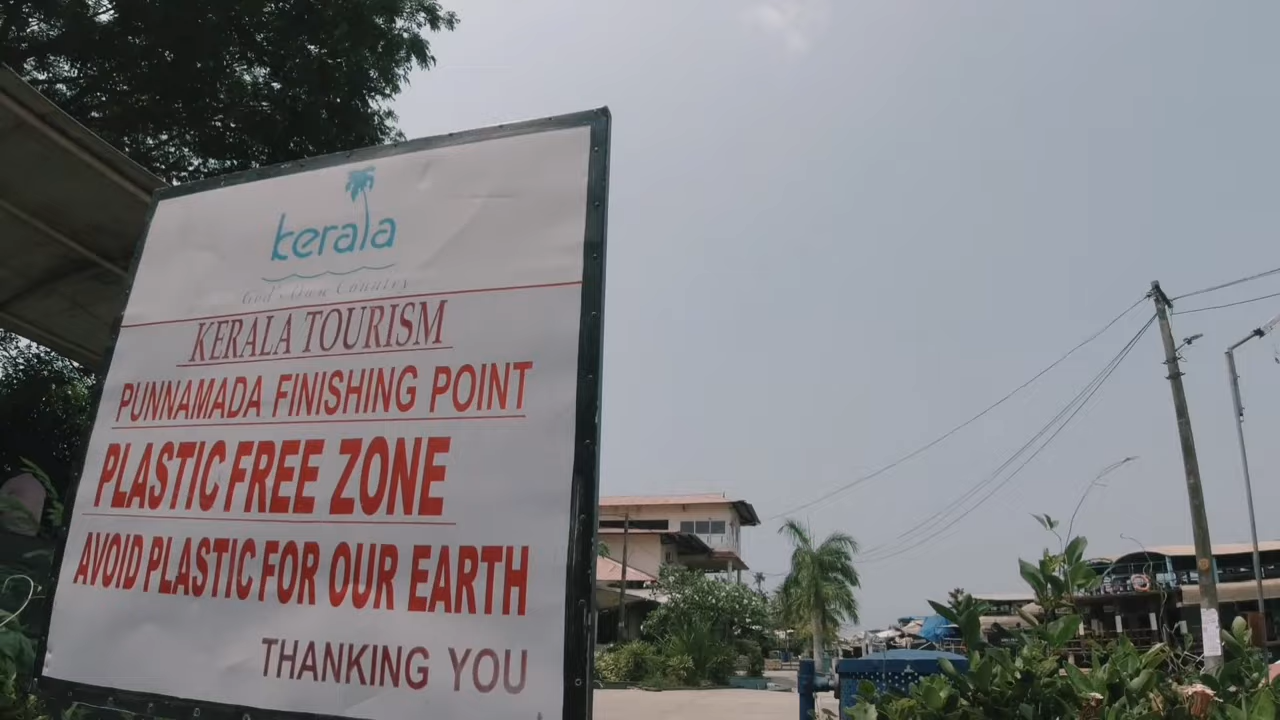 kerala
God's Own Country
KERALA TOURISM
PUNNAMADA FINISHING POINT
PLASTIC FREE ZONE
AVOID PLASTIC FOR OUR EARTH
THANKING YOU